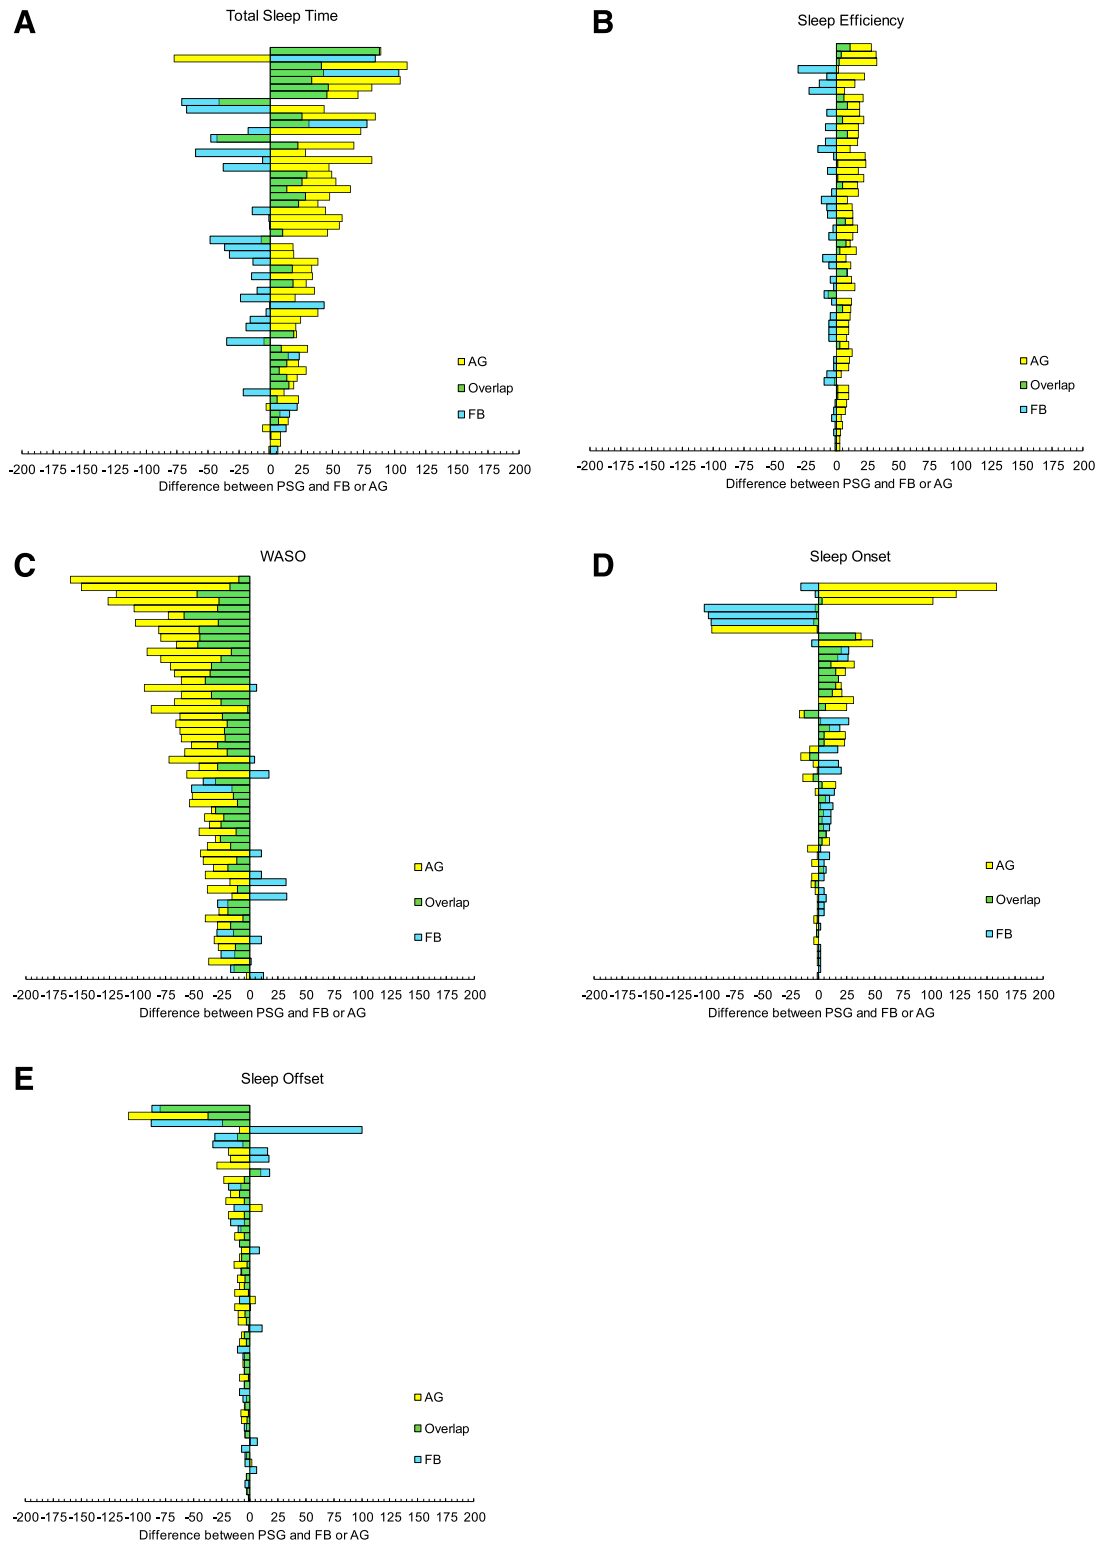 A
Total Sleep Time
AG
Overlap
FB
-200 -175 -150 -125 -100 -75 -50 -25 0 25 50 75 100 125 150 175 200
Difference between PSG and FB or AG
B
Sleep Efficiency
AG
Overlap
FB
-200 -175 -150 -125 -100 -75 -50 -25 0 25 50 75 100 125 150 175 200
Difference between PSG and FB or AG
C
WASO
AG
Overlap
FB
-200 -175 -150 -125 -100 -75 -50 -25 0 25 50 75 100 125 150 175 200
Difference between PSG and FB or AG
D
Sleep Onset
AG
Overlap
FB
-200 -175 -150 -125 -100 -75 -50 -25 0 25 50 75 100 125 150 175 200
Difference between PSG and FB or AG
E
Sleep Offset
AG
Overlap
FB
-200 -175 -150 -125 -100 -75 -50 -25 0 25 50 75 100 125 150 175 200
Difference between PSG and FB or AG